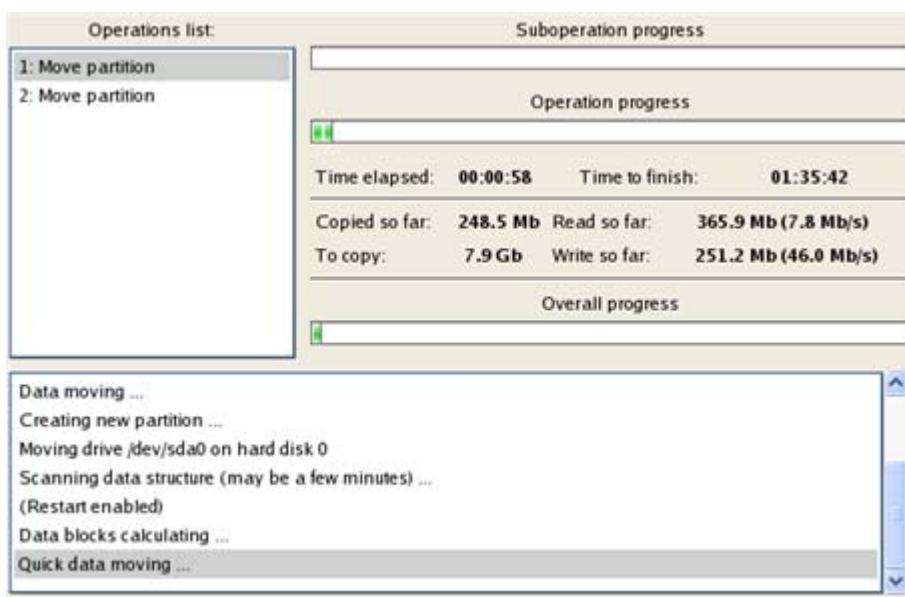 Operations list:
1: Move partition
2: Move partition
Suboperation progress
Operation progress
Time elapsed: 00:00:58 Time to finish: 01:35:42
Copied so far: 248.5 Mb Read so far: 365.9 Mb (7.8 Mb/s)
To copy: 7.9 Gb Write so far: 251.2 Mb (46.0 Mb/s)
Overall progress
Data moving ...
Creating new partition ...
Moving drive /dev/sda0 on hard disk 0
Scanning data structure (may be a few minutes) ...
(Restart enabled)
Data blocks calculating ...
Quick data moving ...